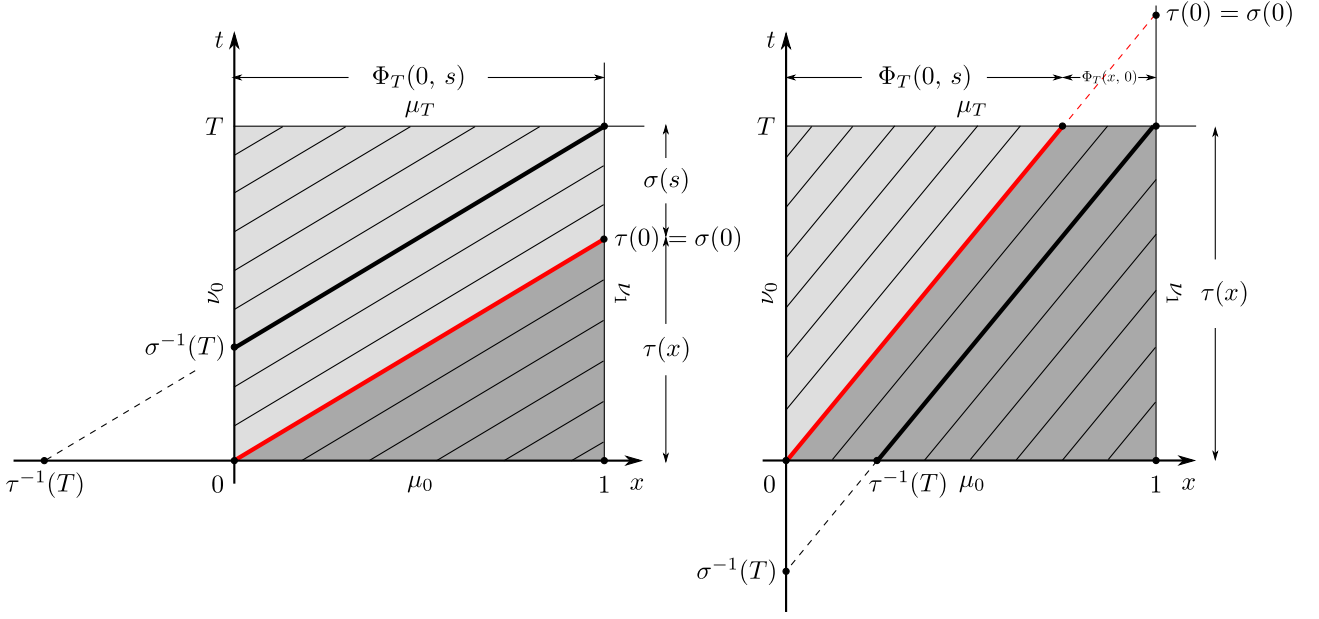 t
Φ_T(0, s)
μ_T
T
σ(s)
τ(0) = σ(0)
ν_0
ν_1
σ⁻¹(T)
τ(x)
τ⁻¹(T)
0
μ_0
1
x
τ(0) = σ(0)
t
Φ_T(0, s)
Φ_T(x, 0)
μ_T
T
ν_0
ν_1
τ(x)
0
τ⁻¹(T)
μ_0
1
x
σ⁻¹(T)